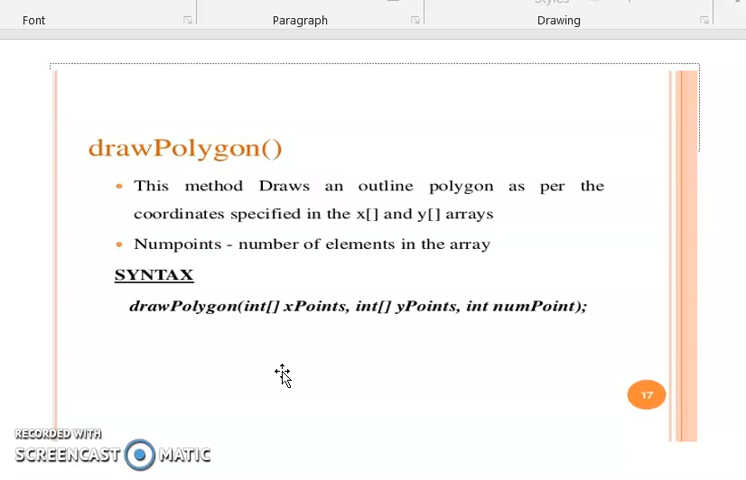 Font
Paragraph
Drawing
drawPolygon()
• This method Draws an outline polygon as per the
coordinates specified in the x[] and y[] arrays
• Numpoints - number of elements in the array
SYNTAX
drawPolygon(int[] xPoints, int[] yPoints, int numPoint);
17
RECORDED WITH
SCREENCAST MATIC